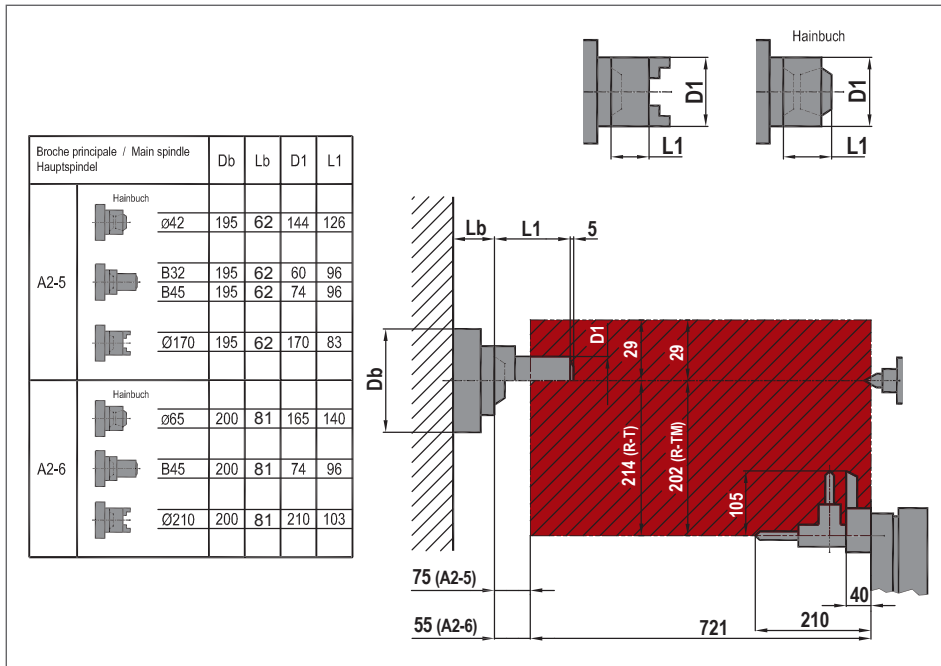 Hainbuch
D1
D1
L1
L1
Broche principale / Main spindle
Hauptspindel
Db Lb D1 L1
A2-5
Hainbuch
Ø42 195 62 144 126
B32 195 62 60 96
B45 195 62 74 96
Ø170 195 62 170 83
A2-6
Hainbuch
Ø65 200 81 165 140
B45 200 81 74 96
Ø210 200 81 210 103
Lb L1 5
Db
D1
29
29
214 (R-T)
202 (R-TM)
105
75 (A2-5)
40
55 (A2-6)
210
721